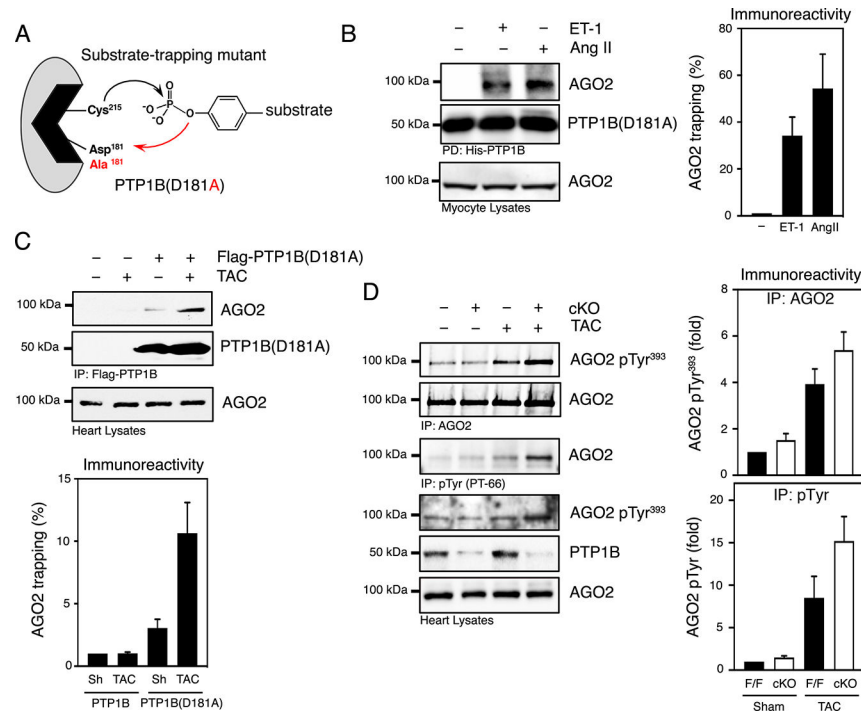 A
Substrate-trapping mutant
Cys215
O
-O
P
O-
O
substrate
Asp181
Ala 181
PTP1B(D181A)
B
– + ET-1
– + Ang II
100 kDa AGO2
50 kDa PTP1B(D181A)
PD: His-PTP1B
100 kDa AGO2
Myocyte Lysates
Immunoreactivity
AGO2 trapping (%)
80
60
40
20
0
– ET-1 AngII
C
– – + + Flag-PTP1B(D181A)
– + – + TAC
100 kDa AGO2
50 kDa PTP1B(D181A)
IP: Flag-PTP1B
100 kDa AGO2
Heart Lysates
Immunoreactivity
AGO2 trapping (%)
15
10
5
0
Sh TAC Sh TAC
PTP1B PTP1B(D181A)
D
– + – + cKO
– – + + TAC
100 kDa AGO2 pTyr393
100 kDa AGO2
IP: AGO2
100 kDa AGO2
IP: pTyr (PT-66)
100 kDa AGO2 pTyr393
50 kDa PTP1B
100 kDa AGO2
Heart Lysates
Immunoreactivity
IP: AGO2
AGO2 pTyr393 (fold)
8
6
4
2
0
IP: pTyr
AGO2 pTyr (fold)
20
15
10
5
0
F/F cKO F/F cKO
Sham TAC